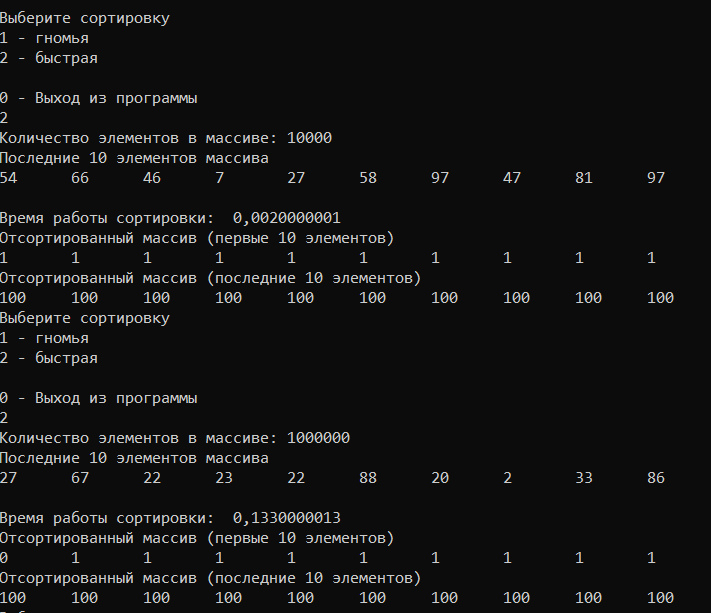 Выберите сортировку
1 - гномья
2 - быстрая
0 - Выход из программы
2
Количество элементов в массиве: 10000
Последние 10 элементов массива
54 66 46 7 27 58 97 47 81 97
Время работы сортировки: 0,0020000001
Отсортированный массив (первые 10 элементов)
1 1 1 1 1 1 1 1 1 1
Отсортированный массив (последние 10 элементов)
100 100 100 100 100 100 100 100 100 100
Выберите сортировку
1 - гномья
2 - быстрая
0 - Выход из программы
2
Количество элементов в массиве: 1000000
Последние 10 элементов массива
27 67 22 23 22 88 20 2 33 86
Время работы сортировки: 0,1330000013
Отсортированный массив (первые 10 элементов)
0 1 1 1 1 1 1 1 1 1
Отсортированный массив (последние 10 элементов)
100 100 100 100 100 100 100 100 100 100